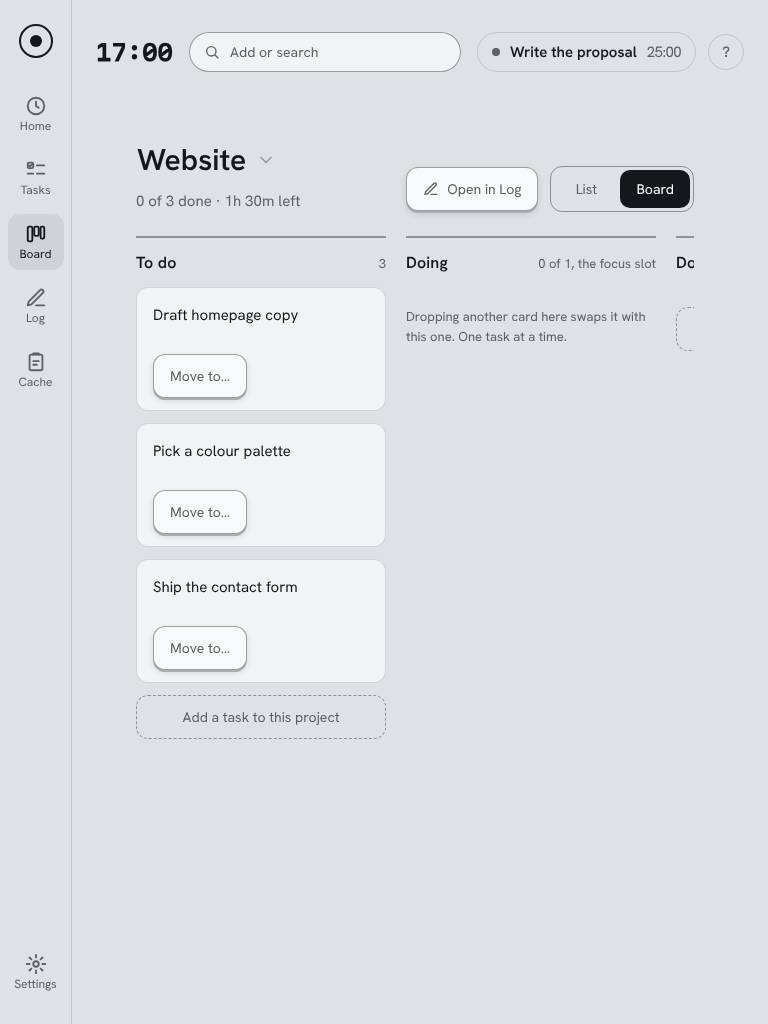 17:00
Add or search
Write the proposal 25:00
?
Home
Tasks
Board
Log
Cache
Settings
Website
0 of 3 done · 1h 30m left
Open in Log
List
Board
To do 3
Draft homepage copy
Move to...
Pick a colour palette
Move to...
Ship the contact form
Move to...
Add a task to this project
Doing 0 of 1, the focus slot
Dropping another card here swaps it with
this one. One task at a time.
Do